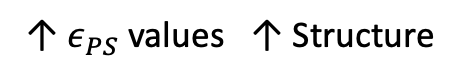 ↑ ϵPS values ↑ Structure